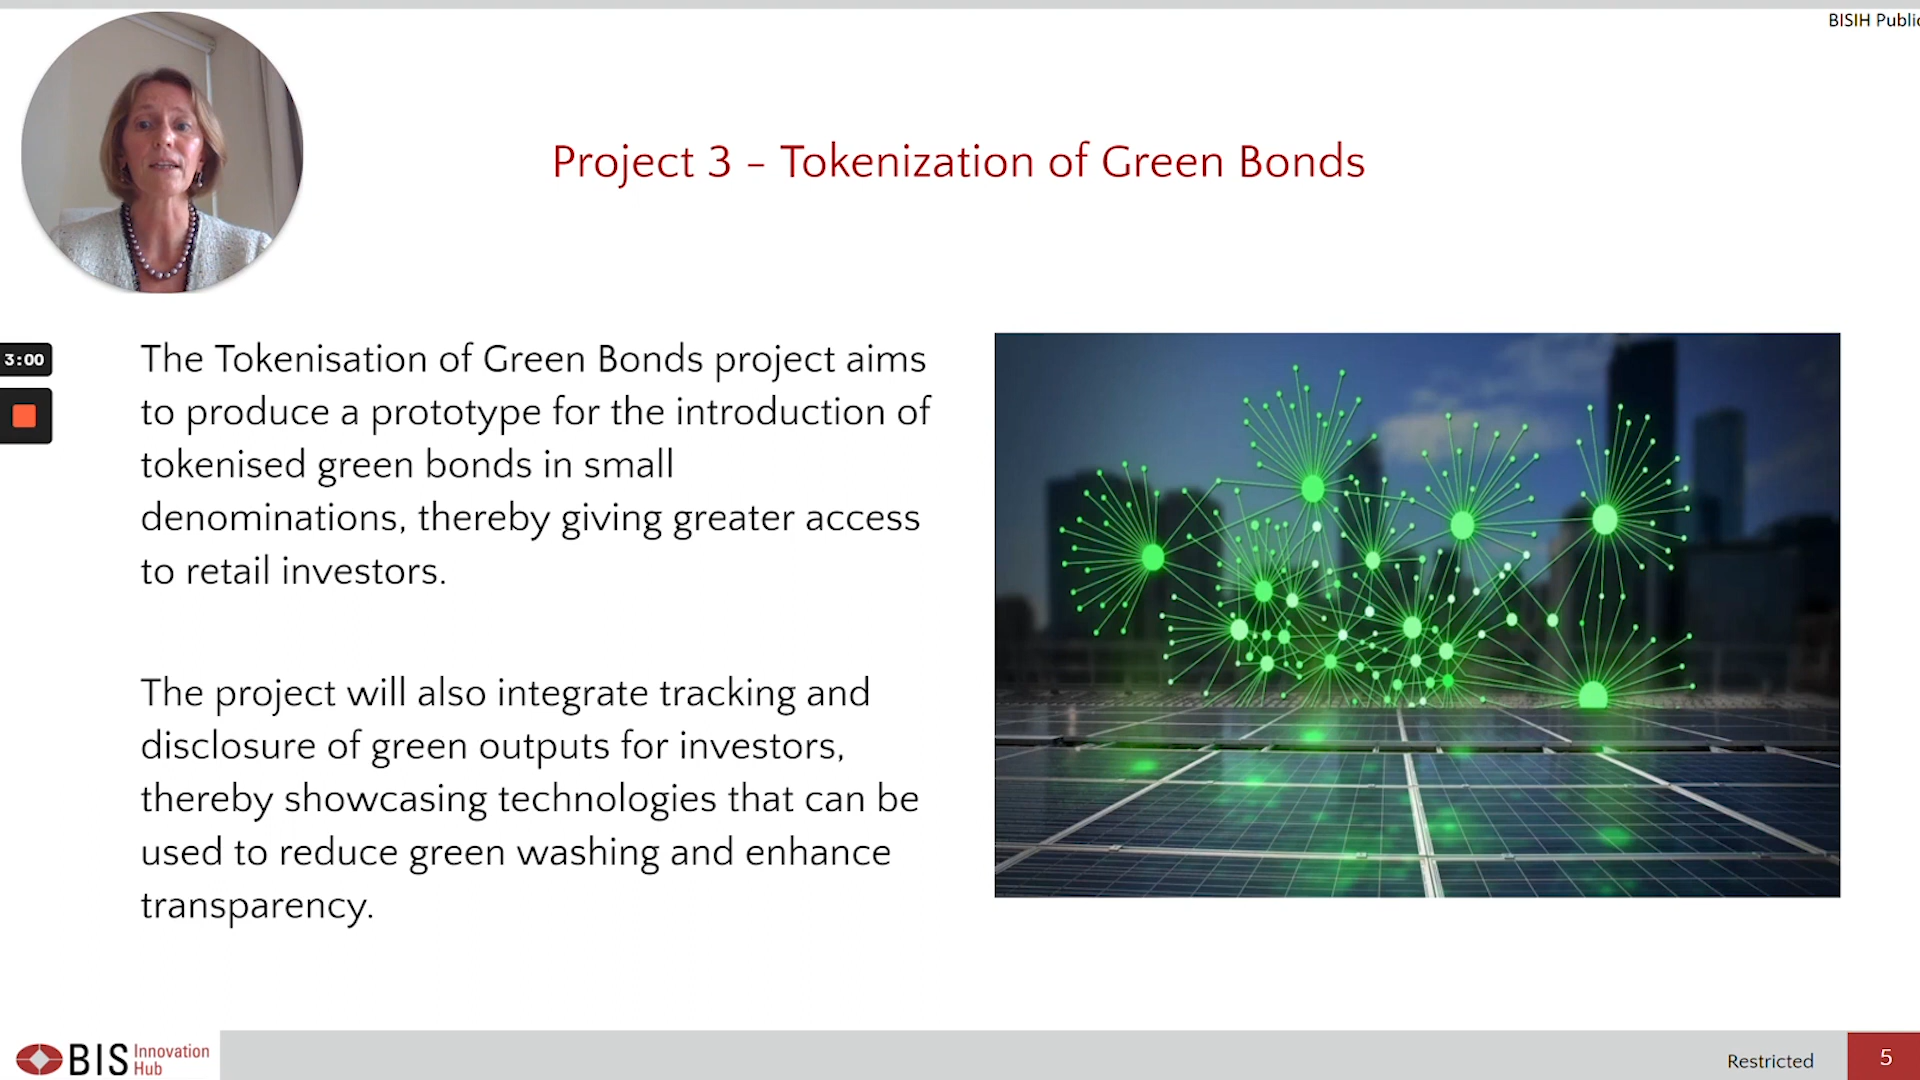 BISIH Public
Project 3 – Tokenization of Green Bonds
3:00
The Tokenisation of Green Bonds project aims
to produce a prototype for the introduction of
tokenised green bonds in small
denominations, thereby giving greater access
to retail investors.
The project will also integrate tracking and
disclosure of green outputs for investors,
thereby showcasing technologies that can be
used to reduce green washing and enhance
transparency.
BIS Innovation
Hub
Restricted
5